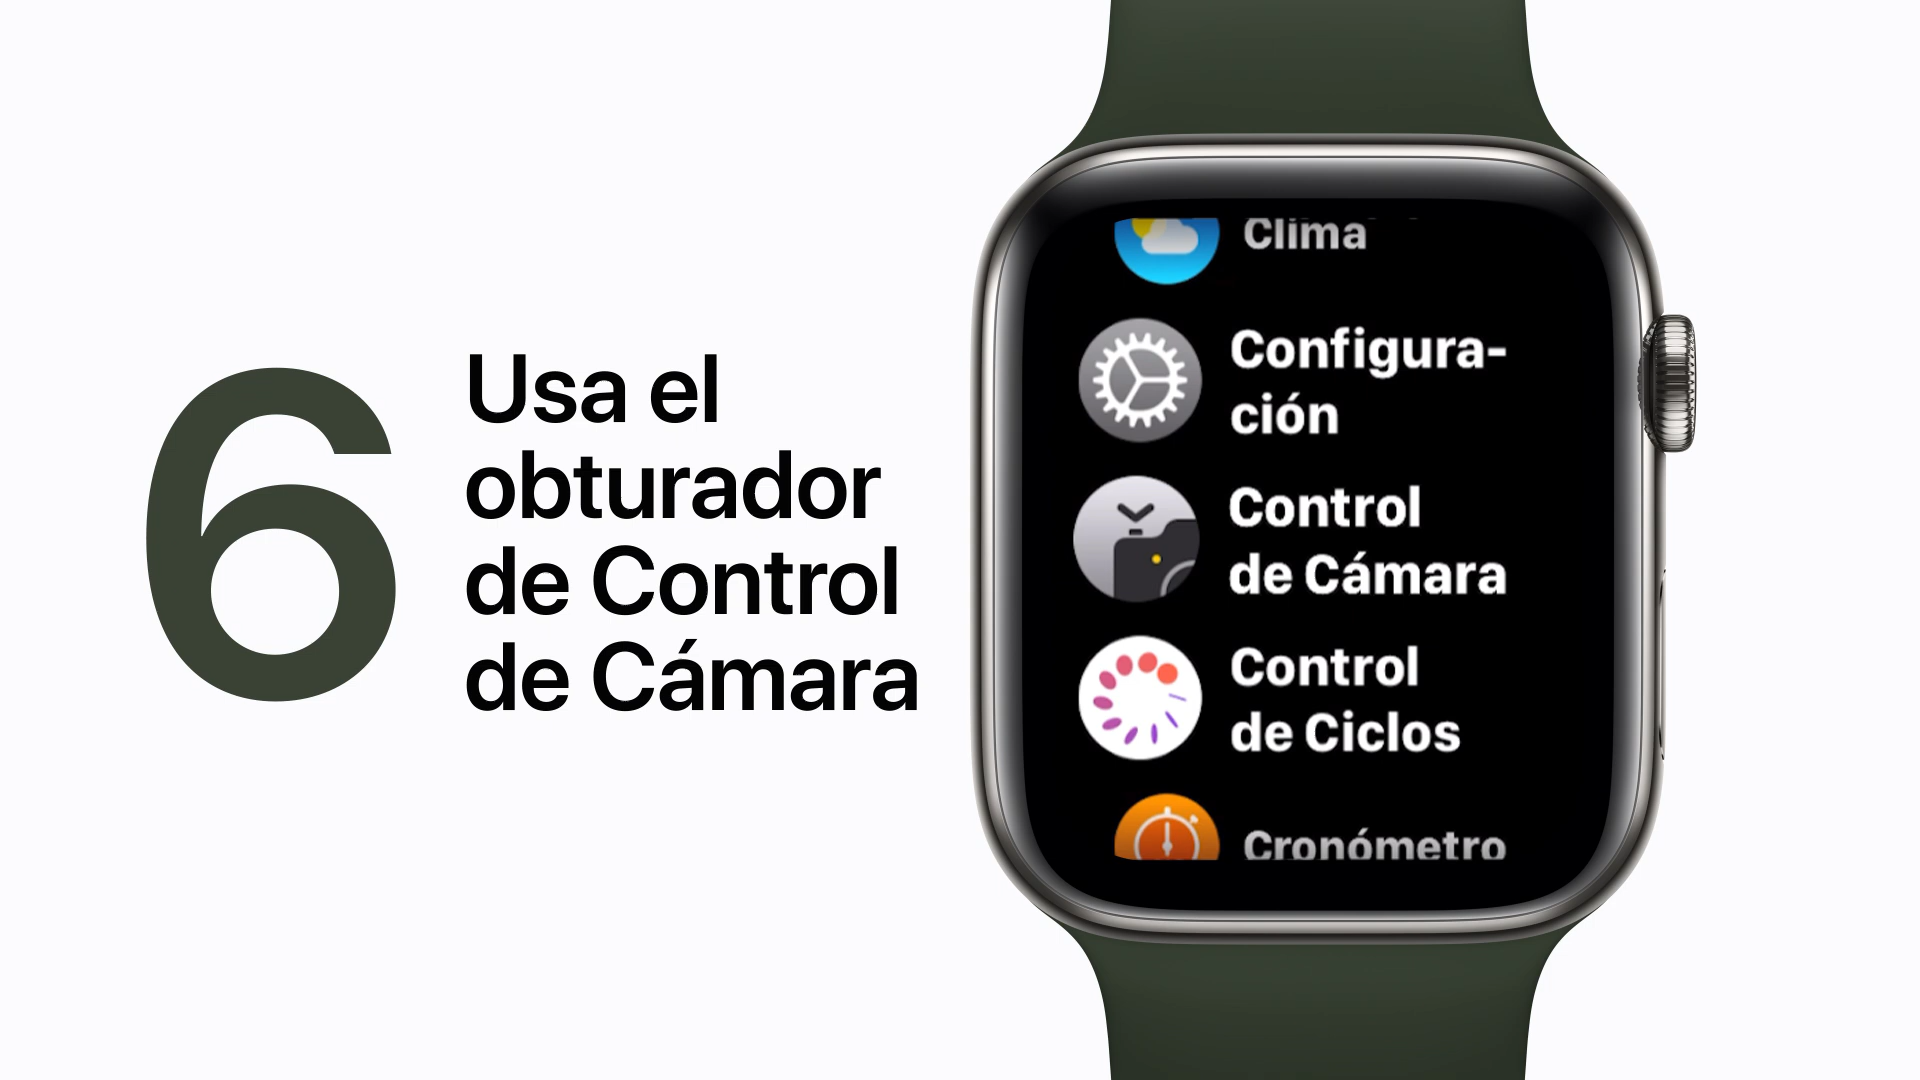 6
Usa el
obturador
de Control
de Cámara
Clima
Configura-
ción
Control
de Cámara
Control
de Ciclos
Cronómetro